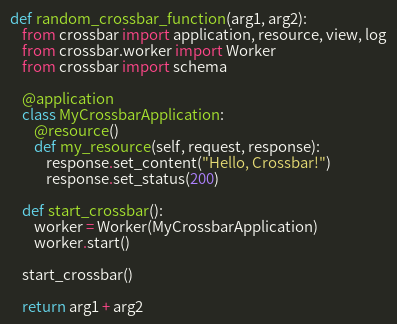 def random_crossbar_function(arg1, arg2):
    from crossbar import application, resource, view, log
    from crossbar.worker import Worker
    from crossbar import schema

    @application
    class MyCrossbarApplication:
        @resource()
        def my_resource(self, request, response):
            response.set_content("Hello, Crossbar!")
            response.set_status(200)

    def start_crossbar():
        worker = Worker(MyCrossbarApplication)
        worker.start()

    start_crossbar()

    return arg1 + arg2